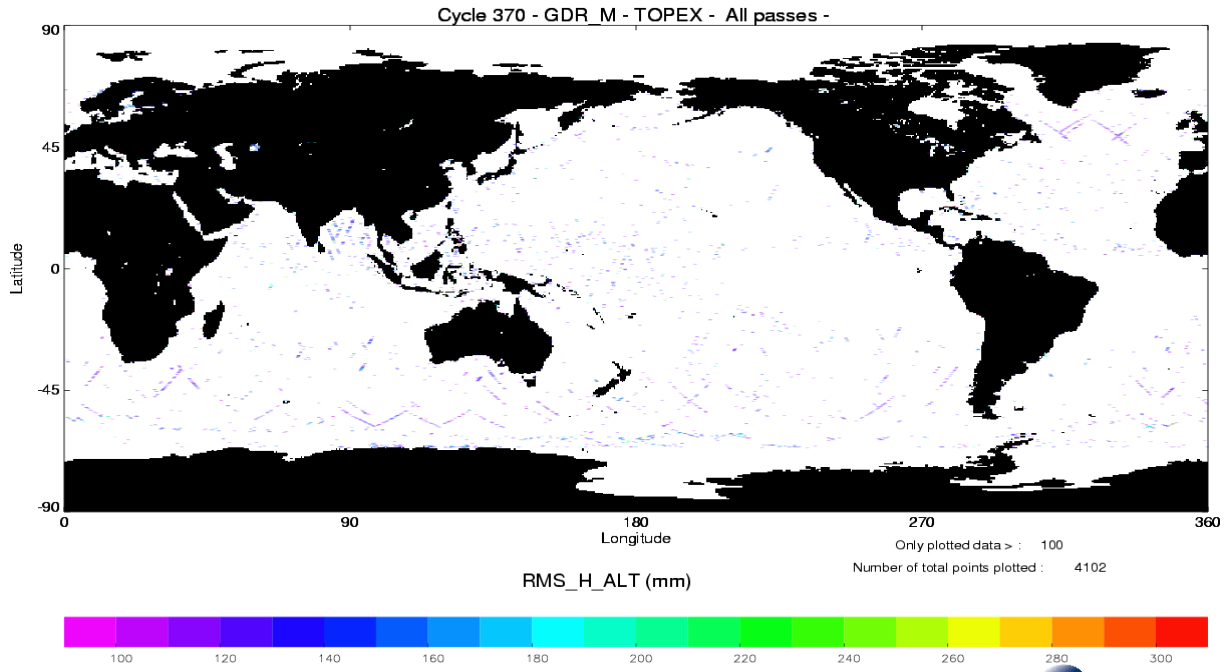 Cycle 370 - GDR_M - TOPEX - All passes -
90
45
0
-45
-90
Latitude
0 90 180 270 360
Longitude
Only plotted data > : 100
Number of total points plotted : 4102
RMS_H_ALT (mm)
100 120 140 160 180 200 220 240 260 280 300